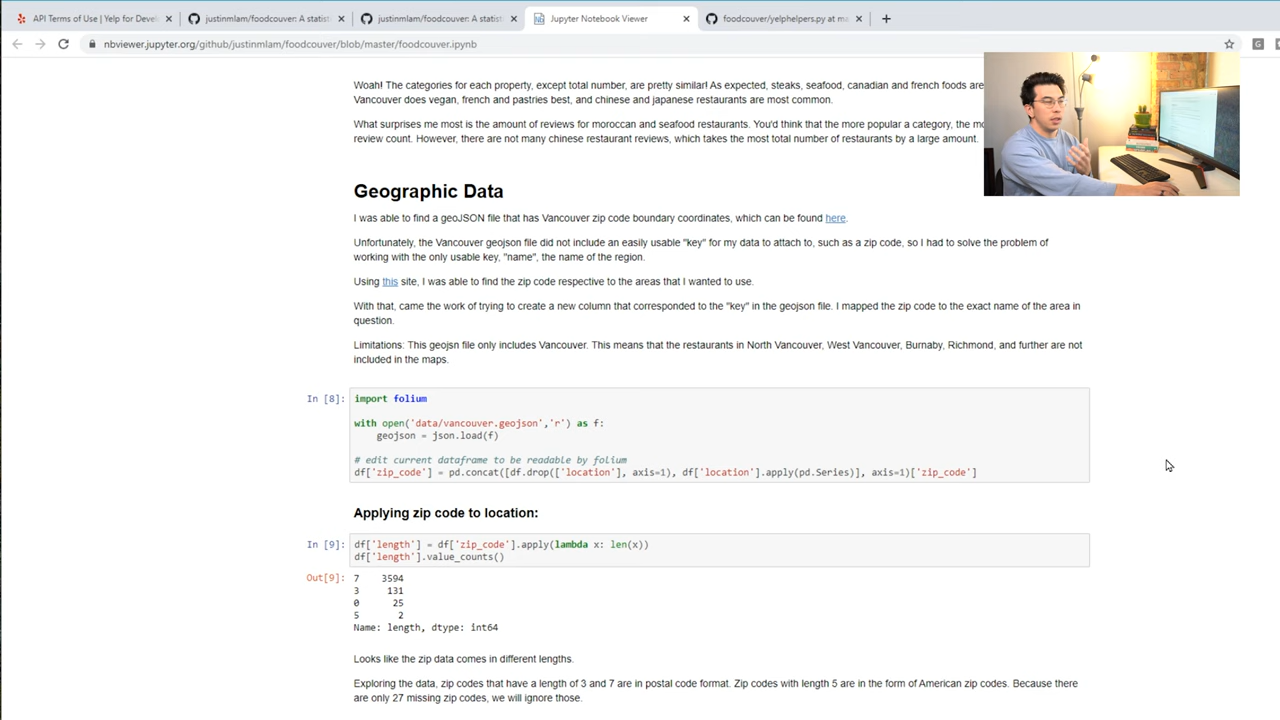 API Terms of Use | Yelp for Devel
justinmlam/foodcouver: A statist
justinmlam/foodcouver: A statist
Jupyter Notebook Viewer
foodcouver/yelphelpers.py at ma
nbviewer.jupyter.org/github/justinmlam/foodcouver/blob/master/foodcouver.ipynb
Woah! The categories for each property, except total number, are pretty similar! As expected, steaks, seafood, canadian and french foods are
Vancouver does vegan, french and pastries best, and chinese and japanese restaurants are most common.
What surprises me most is the amount of reviews for moroccan and seafood restaurants. You'd think that the more popular a category, the mo
review count. However, there are not many chinese restaurant reviews, which takes the most total number of restaurants by a large amount.
Geographic Data
I was able to find a geoJSON file that has Vancouver zip code boundary coordinates, which can be found here.
Unfortunately, the Vancouver geojson file did not include an easily usable "key" for my data to attach to, such as a zip code, so I had to solve the problem of
working with the only usable key, "name", the name of the region.
Using this site, I was able to find the zip code respective to the areas that I wanted to use.
With that, came the work of trying to create a new column that corresponded to the "key" in the geojson file. I mapped the zip code to the exact name of the area in
question.
Limitations: This geojsn file only includes Vancouver. This means that the restaurants in North Vancouver, West Vancouver, Burnaby, Richmond, and further are not
included in the maps.
In [8]: import folium
with open('data/vancouver.geojson','r') as f:
geojson = json.load(f)
# edit current dataframe to be readable by folium
df['zip_code'] = pd.concat([df.drop(['location'], axis=1), df['location'].apply(pd.Series)], axis=1)['zip_code']
Applying zip code to location:
In [9]: df['length'] = df['zip_code'].apply(lambda x: len(x))
df['length'].value_counts()
Out[9]: 7 3594
3 131
0 25
5 2
Name: length, dtype: int64
Looks like the zip data comes in different lengths.
Exploring the data, zip codes that have a length of 3 and 7 are in postal code format. Zip codes with length 5 are in the form of American zip codes. Because there
are only 27 missing zip codes, we will ignore those.